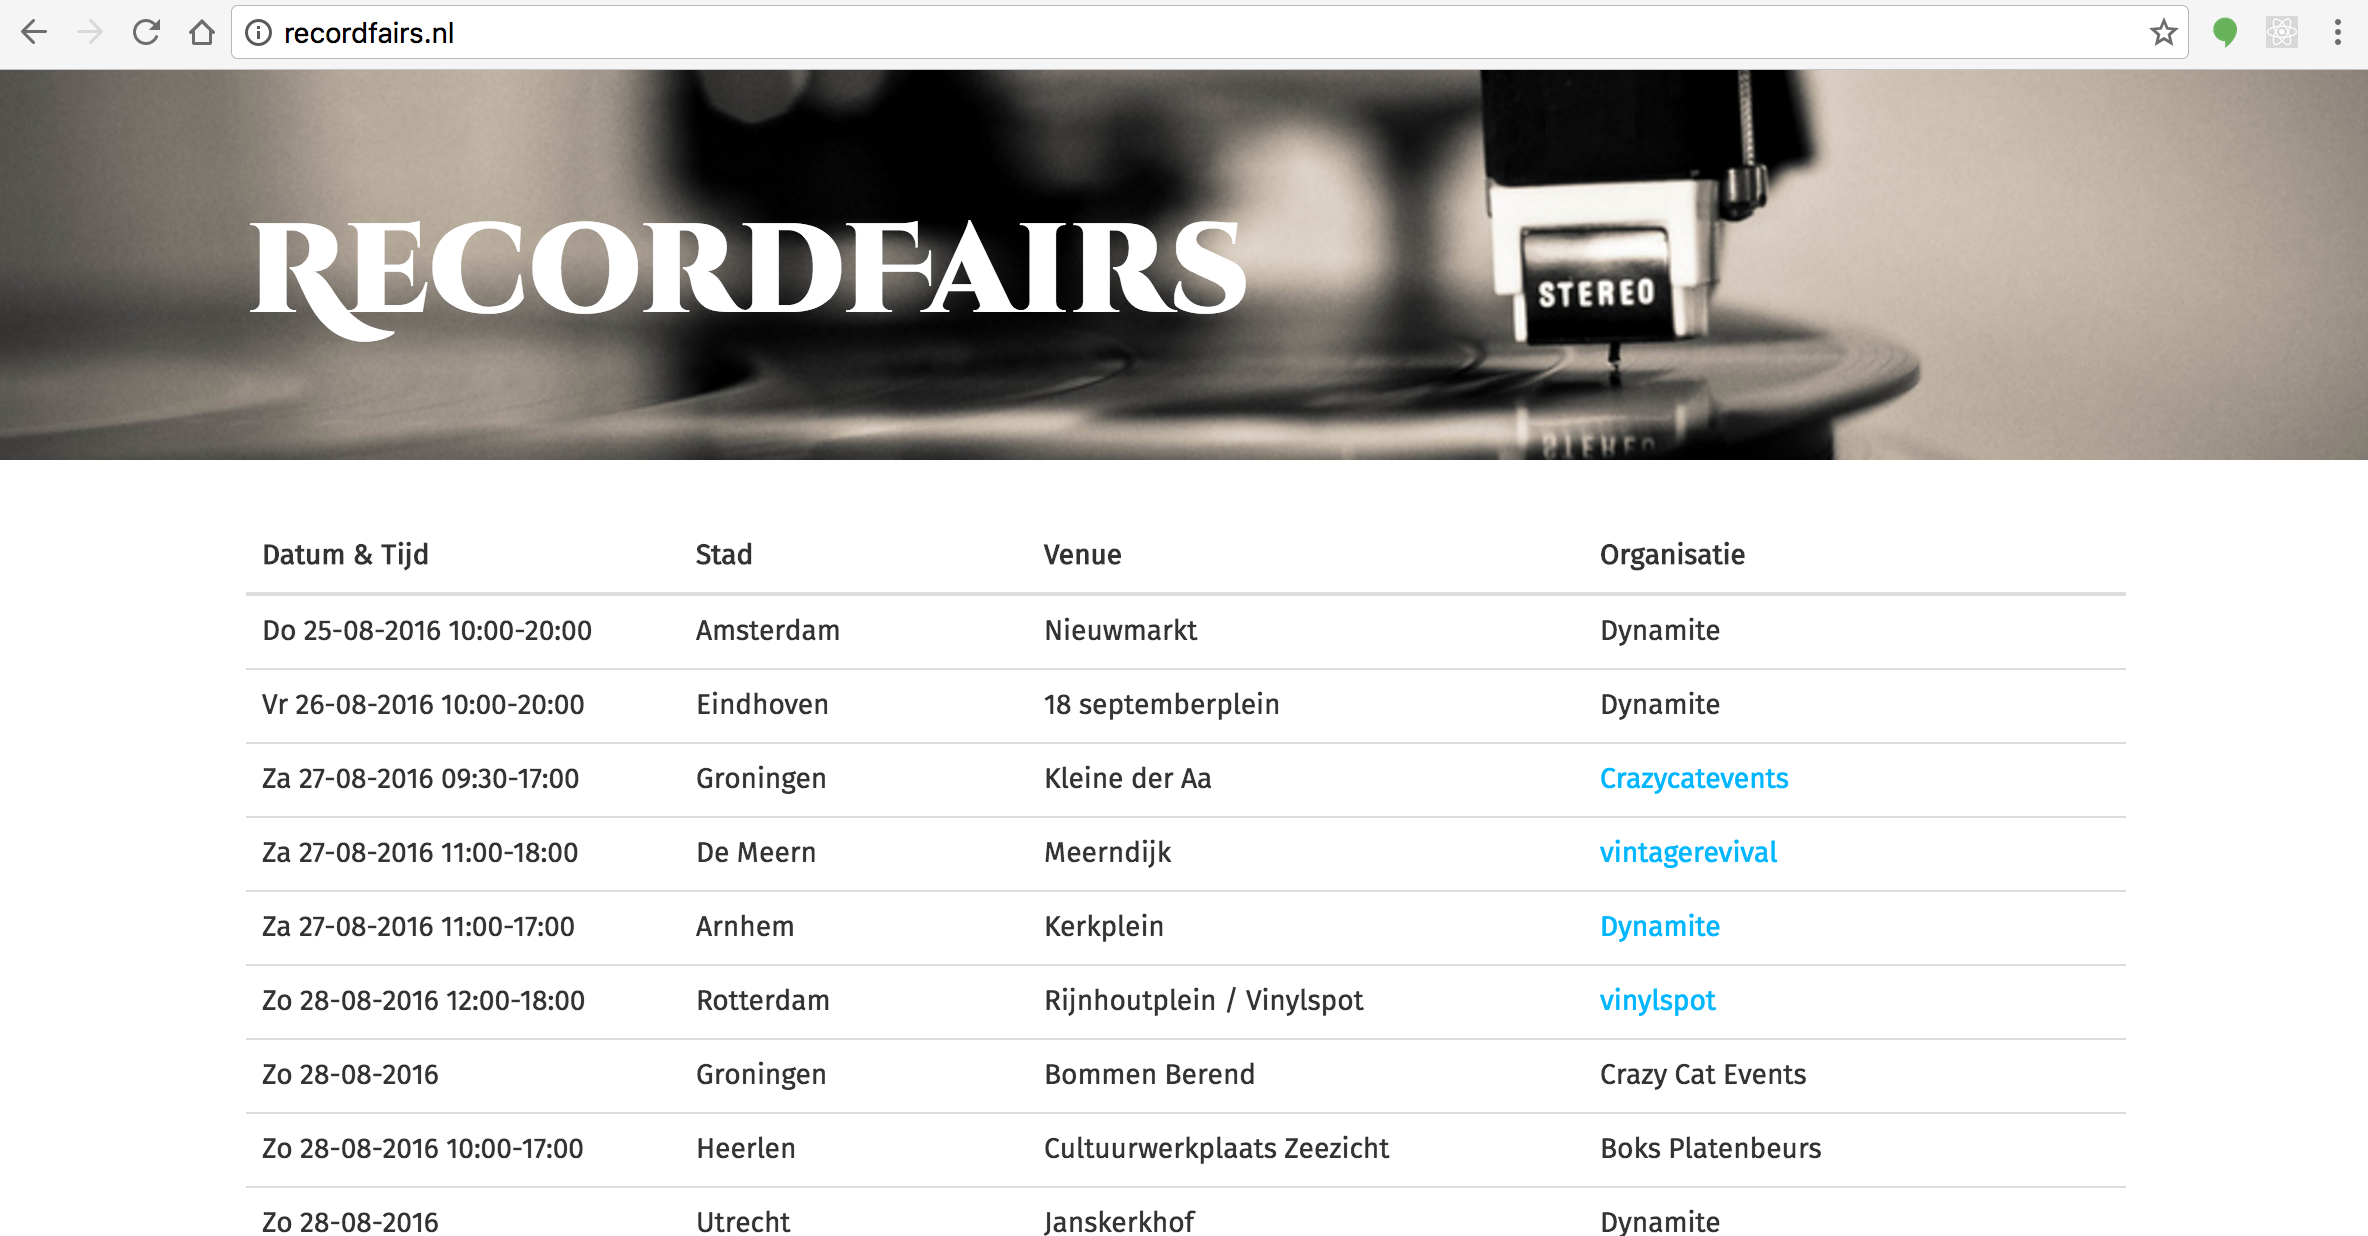 recordfairs.nl
RECORDFAIRS
STEREO
Datum & Tijd Stad Venue Organisatie
Do 25-08-2016 10:00-20:00 Amsterdam Nieuwmarkt Dynamite
Vr 26-08-2016 10:00-20:00 Eindhoven 18 septemberplein Dynamite
Za 27-08-2016 09:30-17:00 Groningen Kleine der Aa Crazycatevents
Za 27-08-2016 11:00-18:00 De Meern Meerndijk vintagerevival
Za 27-08-2016 11:00-17:00 Arnhem Kerkplein Dynamite
Zo 28-08-2016 12:00-18:00 Rotterdam Rijnhoutplein / Vinylspot vinylspot
Zo 28-08-2016 Groningen Bommen Berend Crazy Cat Events
Zo 28-08-2016 10:00-17:00 Heerlen Cultuurwerkplaats Zeezicht Boks Platenbeurs
Zo 28-08-2016 Utrecht Janskerkhof Dynamite